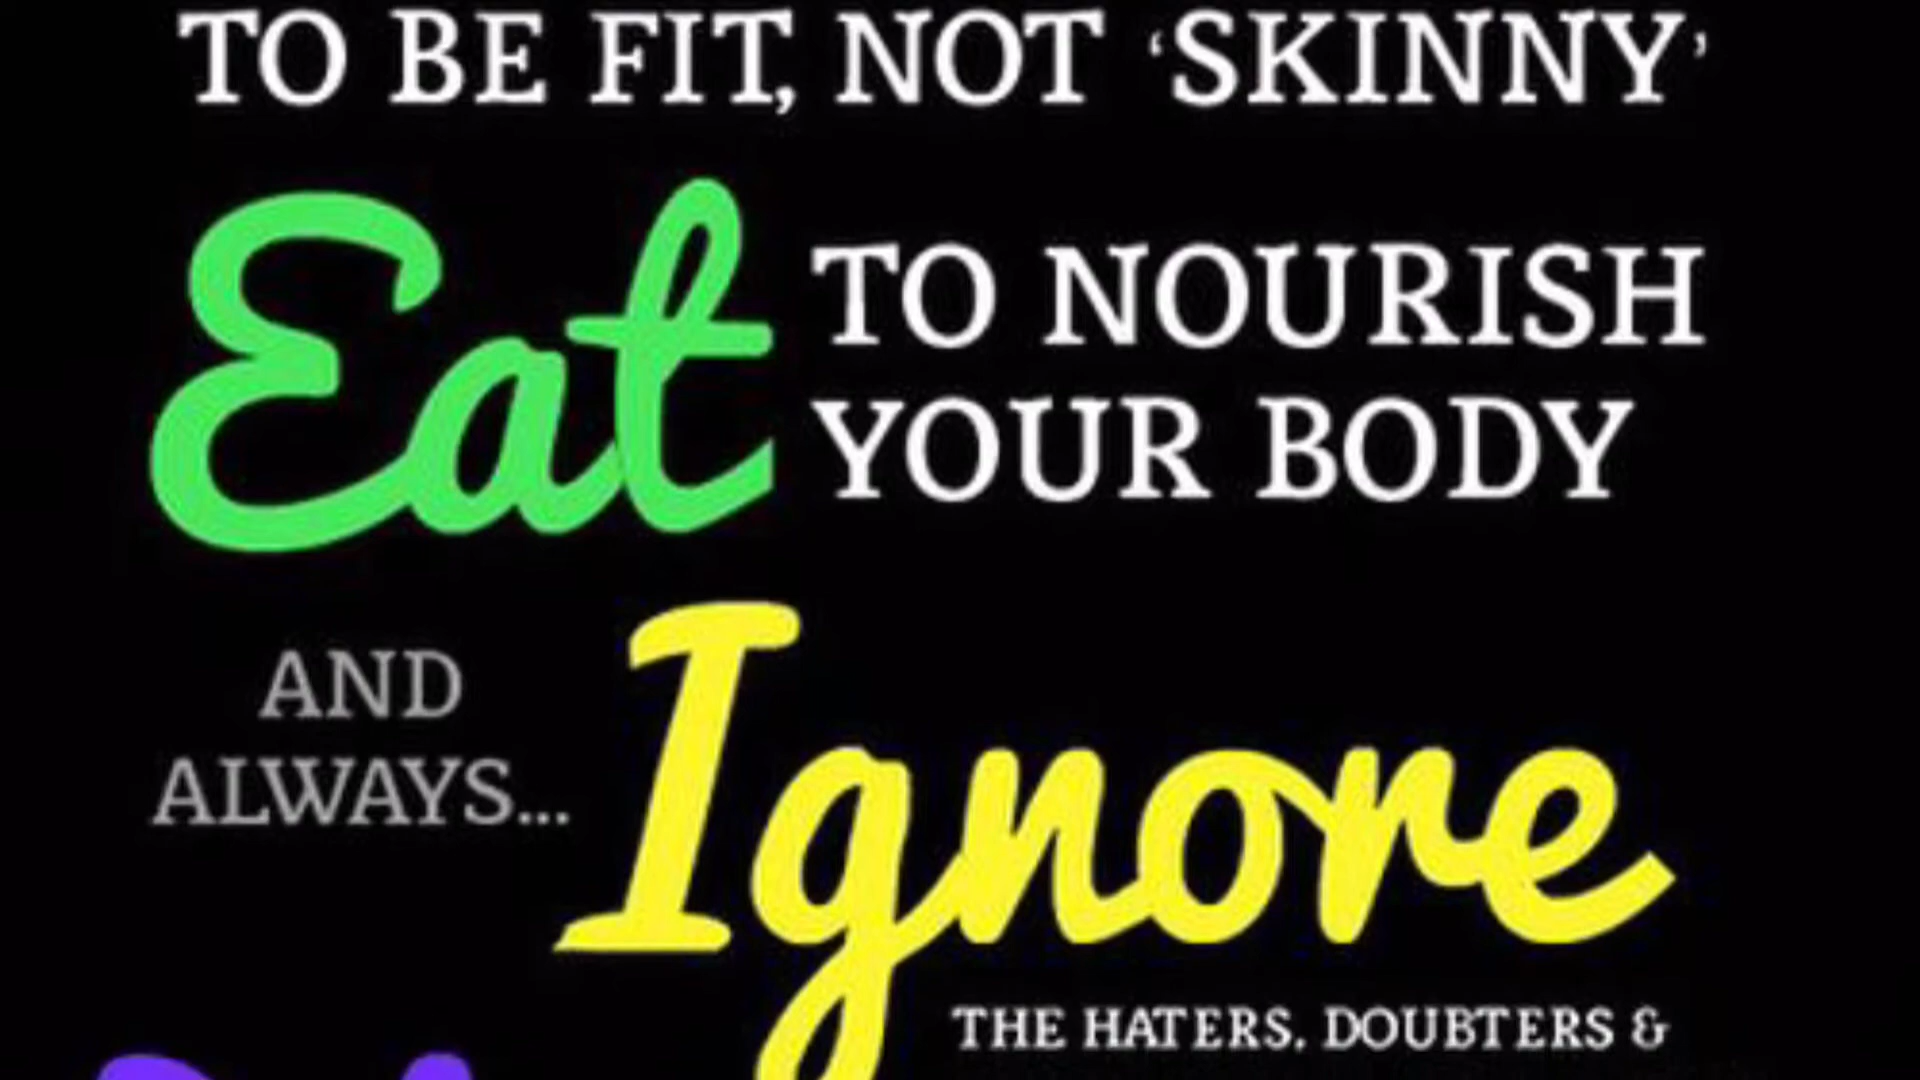 TO BE FIT, NOT ‘SKINNY’
Eat TO NOURISH
YOUR BODY
AND
ALWAYS...
Ignore
THE HATERS, DOUBTERS &